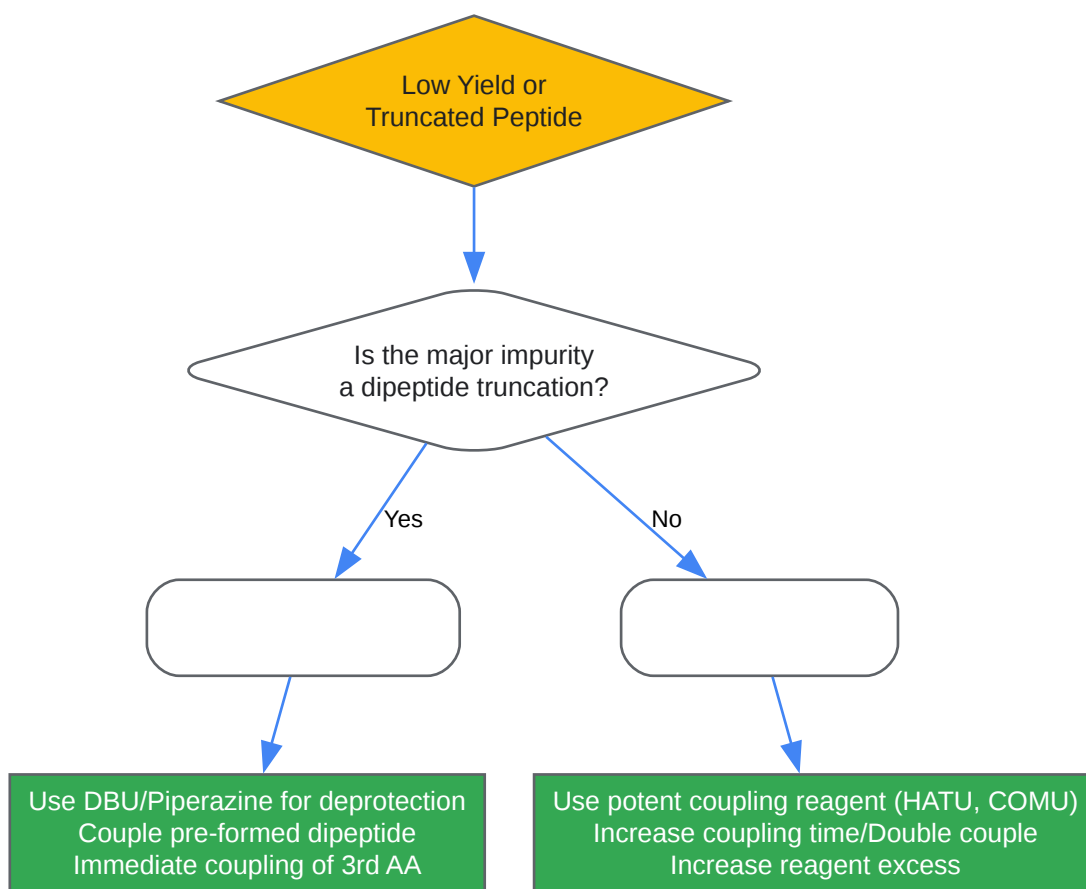 Low Yield or
Truncated Peptide
Is the major impurity
a dipeptide truncation?
Yes
No
Use DBU/Piperazine for deprotection
Couple pre-formed dipeptide
Immediate coupling of 3rd AA
Use potent coupling reagent (HATU, COMU)
Increase coupling time/Double couple
Increase reagent excess